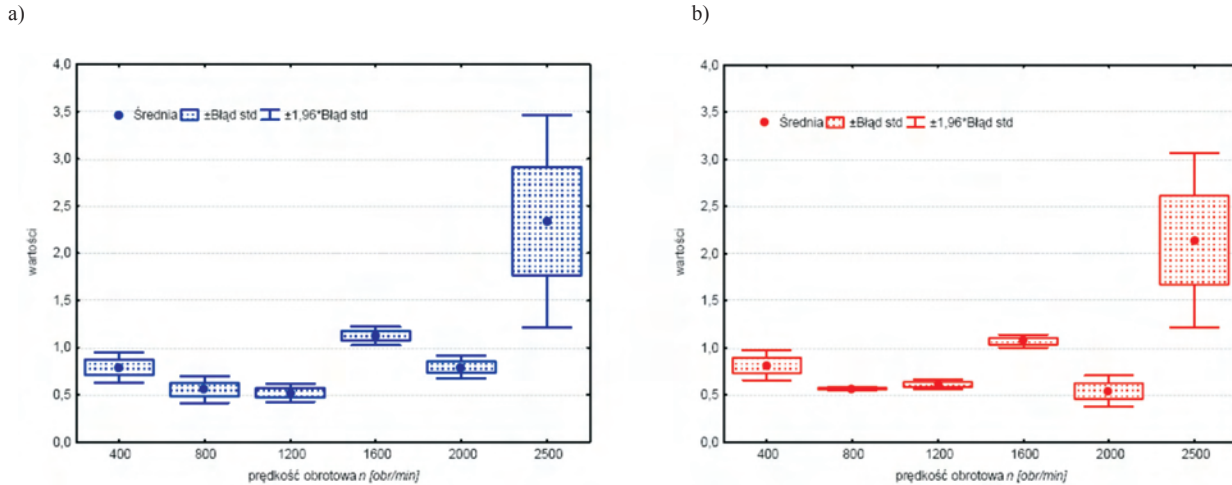 a)
4,0
3,5
3,0
2,5
2,0
1,5
1,0
0,5
0,0
wartości
Średnia ±Błąd std ±1,96*Błąd std
400 800 1200 1600 2000 2500
prędkość obrotowa n [obr/min]
b)
4,0
3,5
3,0
2,5
2,0
1,5
1,0
0,5
0,0
wartości
Średnia ±Błąd std ±1,96*Błąd std
400 800 1200 1600 2000 2500
prędkość obrotowa n [obr/min]